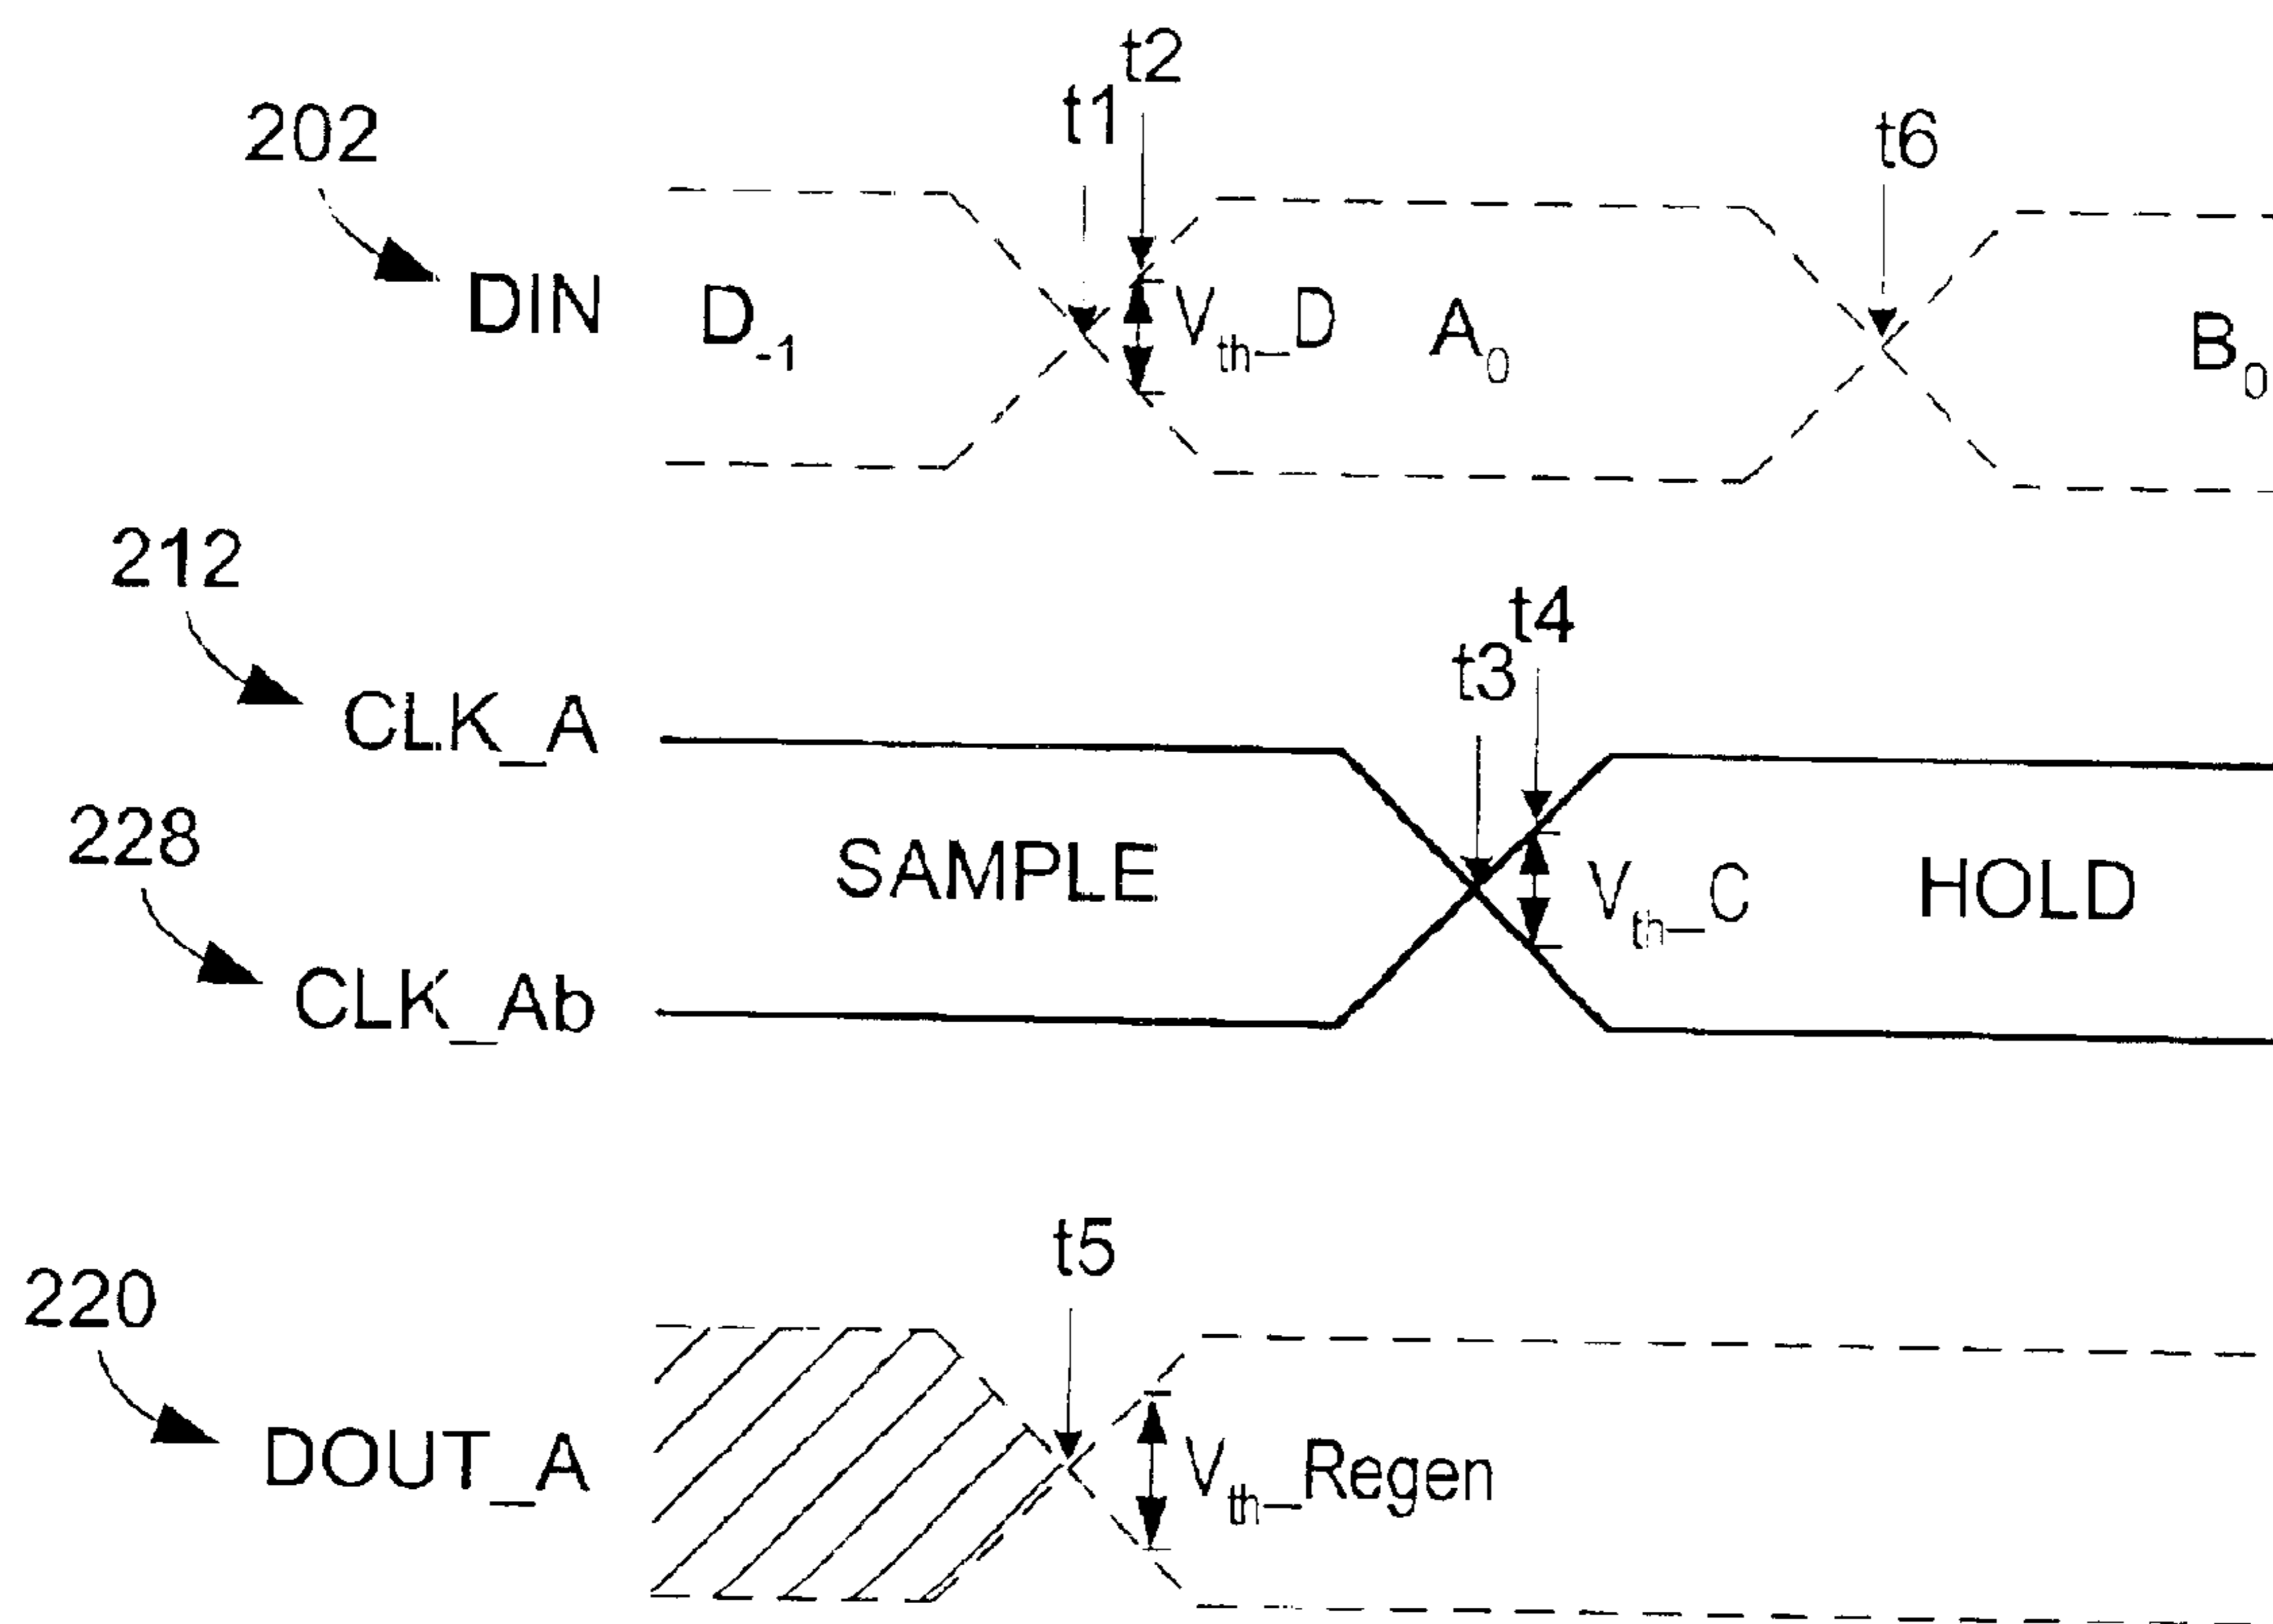 t2
t1
t6
202
DIN
D-1
Vth_D
A0
B0
212
t4
t3
CLK_A
228
SAMPLE
Vth_C
HOLD
CLK_Ab
t5
220
DOUT_A
Vth_Regen